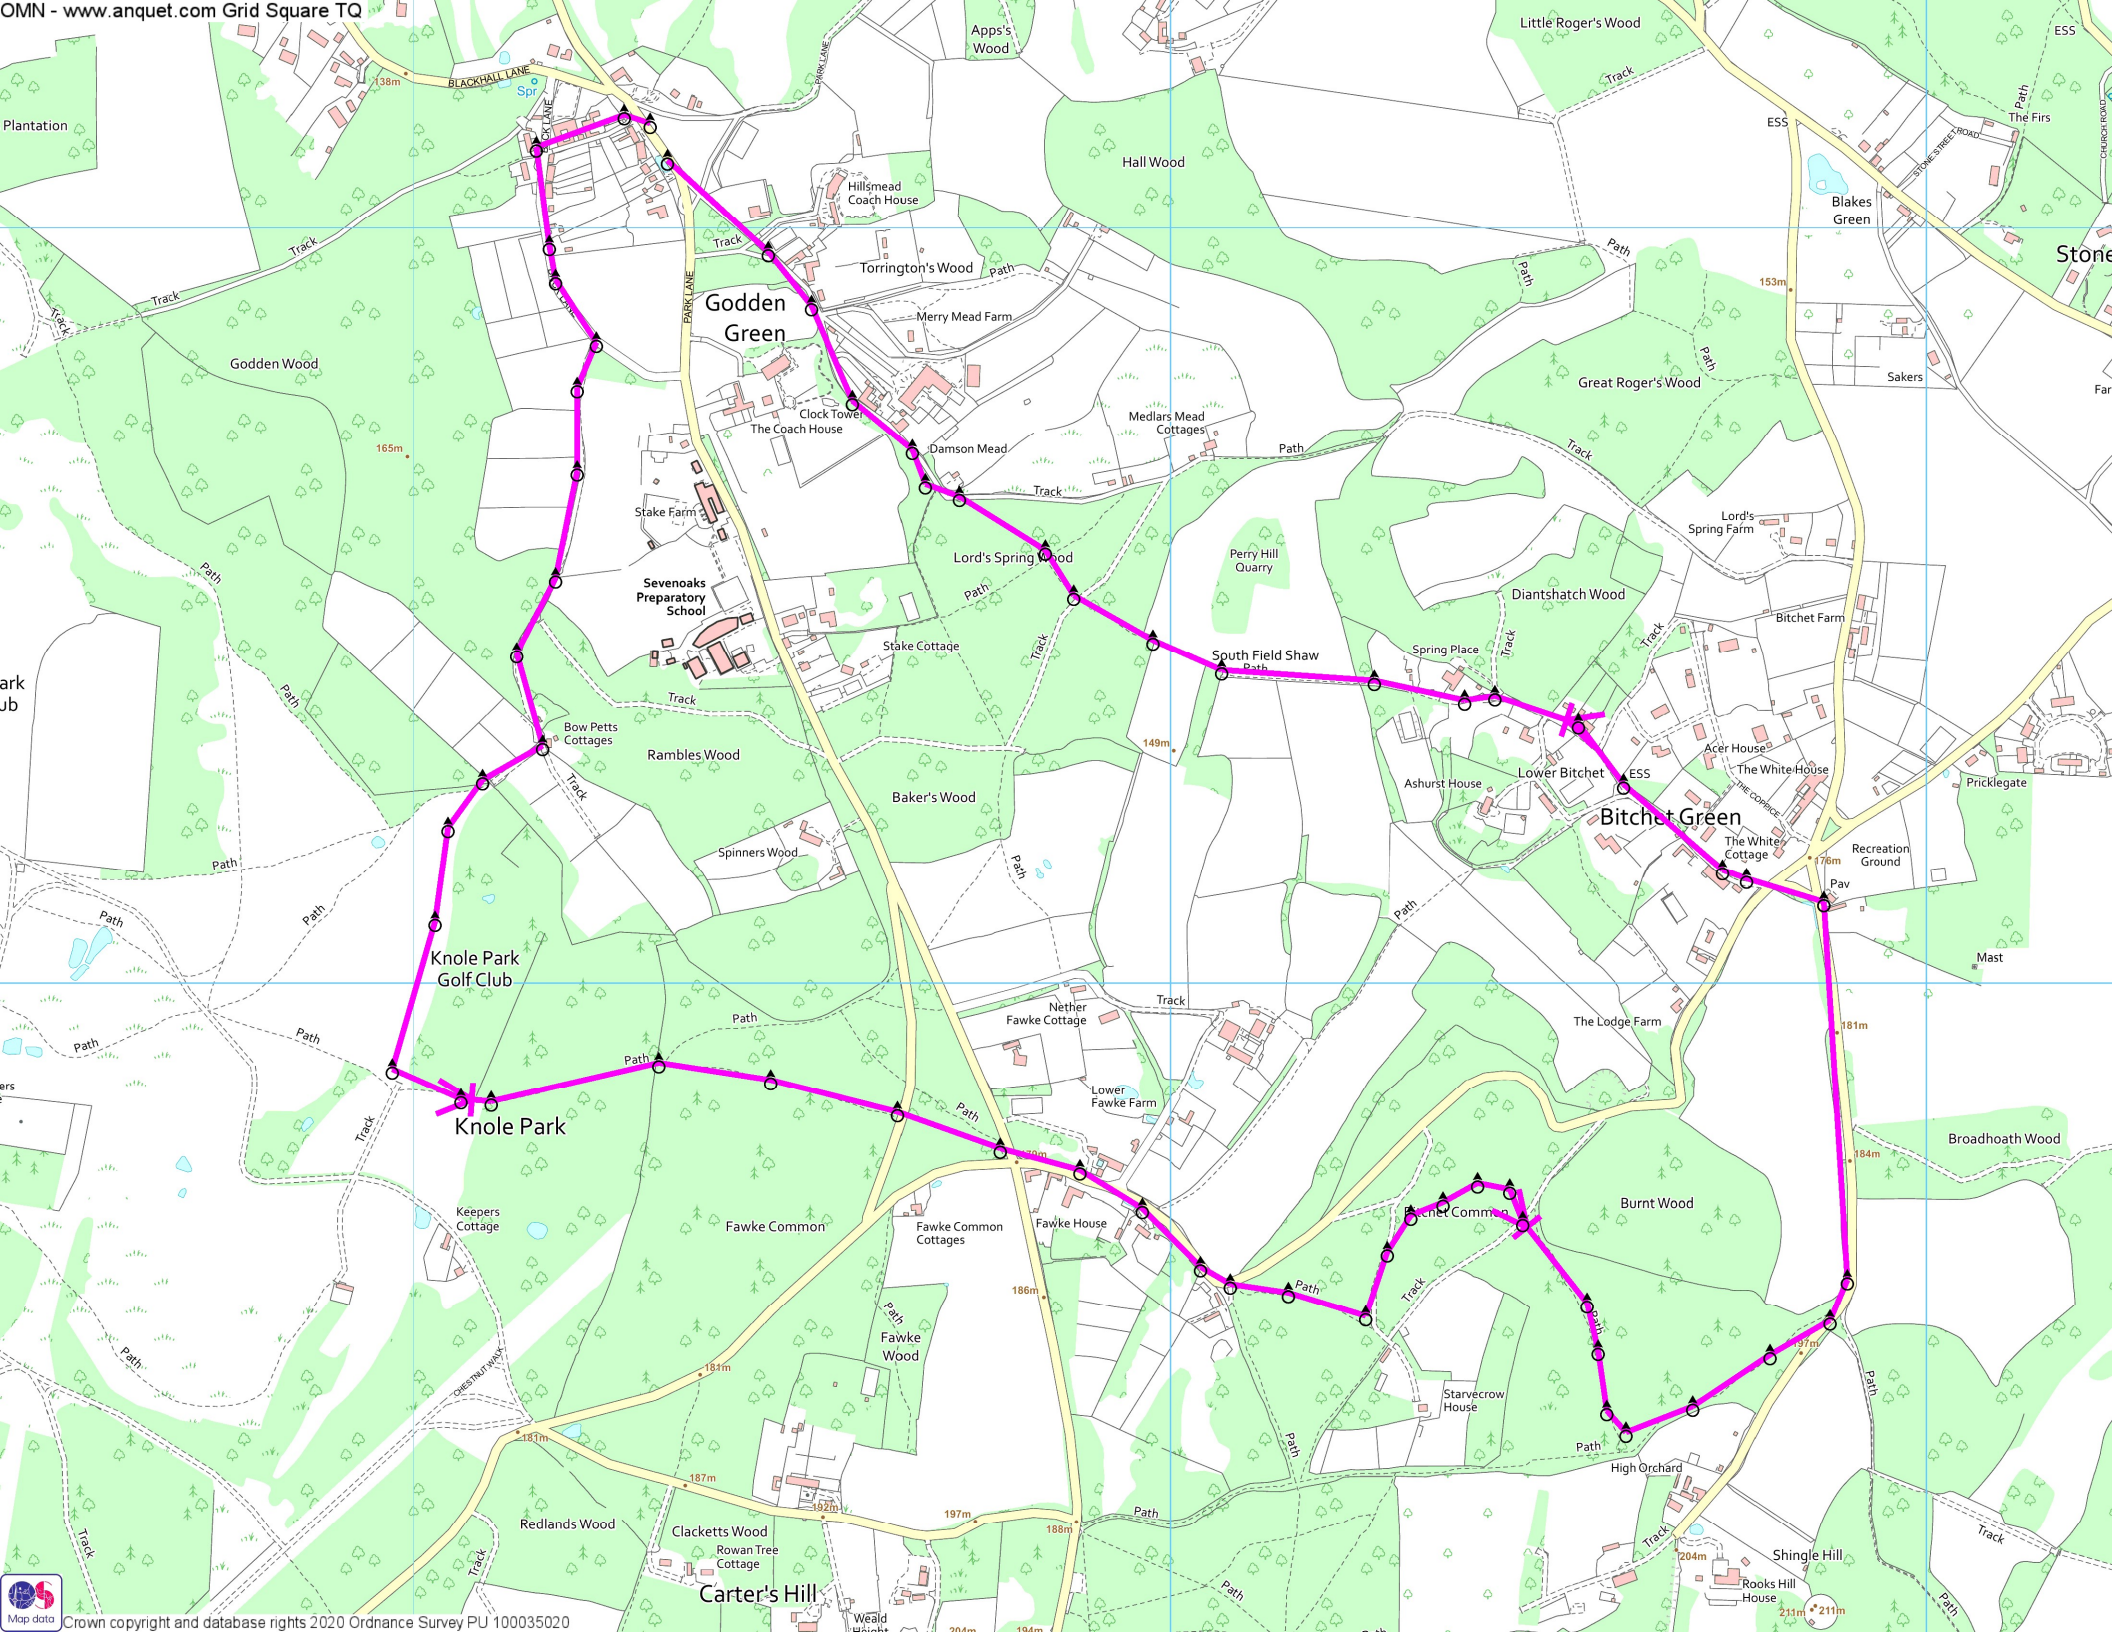 OMN - www.anquet.com Grid Square TQ
Apps's
Wood
Little Roger's Wood
ESS
PARK LANE
138m
BLACKHALL LANE
Spr
Track
Path
Plantation
ESS
The Firs
CHURCH ROAD
STONE STREET ROAD
Hall Wood
Hillsmead
Coach House
Blakes
Green
Track
Track
Torrington's Wood
Path
Path
Path
Stone
153m
Track
Track
PARK LANE
Godden
Green
Merry Mead Farm
Godden Wood
Path
Great Roger's Wood
Sakers
Clock Tower
The Coach House
Medlars Mead
Cottages
165m
Damson Mead
Path
Track
Track
Stake Farm
Lord's
Spring Farm
Lord's Spring Wood
Perry Hill
Quarry
Path
Sevenoaks
Preparatory
School
Path
Diantshatch Wood
Bitchet Farm
Stake Cottage
Track
South Field Shaw
Path
Spring Place
Track
Track
Path
Track
Bow Petts
Cottages
Rambles Wood
149m
Acer House
Lower Bitchet
ESS
The White House
Track
Ashurst House
THE COPPICE
Pricklegate
Baker's Wood
Bitchet Green
Spinners Wood
Path
Path
The White
Cottage
176m
Recreation
Ground
Pav
Path
Path
Path
Knole Park
Golf Club
Mast
Track
Nether
Fawke Cottage
Path
The Lodge Farm
181m
Path
Path
Path
Lower
Fawke Farm
Path
Knole Park
Track
Broadhoath Wood
184m
Keepers
Cottage
Fawke Common
Fawke Common
Cottages
Fawke House
Burnt Wood
186m
Path
Track
Path
Path
Fawke
Wood
197m
Path
CHESTNUT WALK
181m
Path
Starvecrow
House
181m
Path
Path
High Orchard
187m
192m
197m
188m
Path
Redlands Wood
Clacketts Wood
Rowan Tree
Cottage
Track
Track
Track
Track
204m
Shingle Hill
Carter's Hill
Path
Rooks Hill
House
211m
211m
Path
Weald
204m
194m
Map data
Crown copyright and database rights 2020 Ordnance Survey PU 100035020